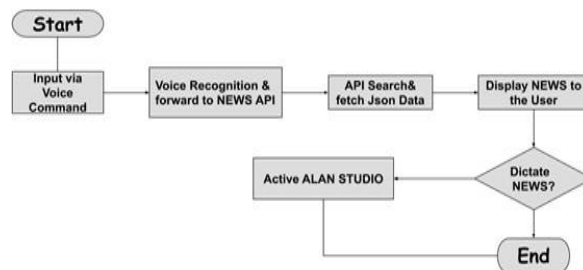 Start
Input via
Voice
Command
Voice Recognition &
forward to NEWS API
API Search&
fetch Json Data
Display NEWS to
the User
Dictate
NEWS?
Active ALAN STUDIO
End